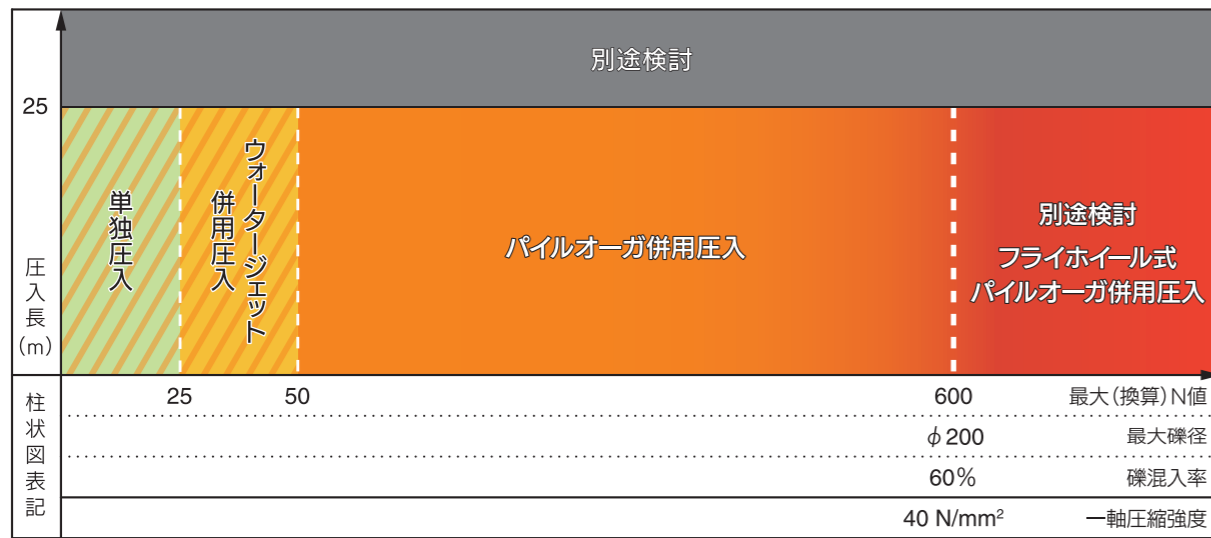 別途検討
25
圧入長(m)
単独圧入
ウォータージェット
併用圧入
パイルオーガ併用圧入
別途検討
フライホイール式
パイルオーガ併用圧入
柱状図表記
25 50 600 最大(換算)N値
φ200 最大礫径
60% 礫混入率
40 N/mm² 一軸圧縮強度